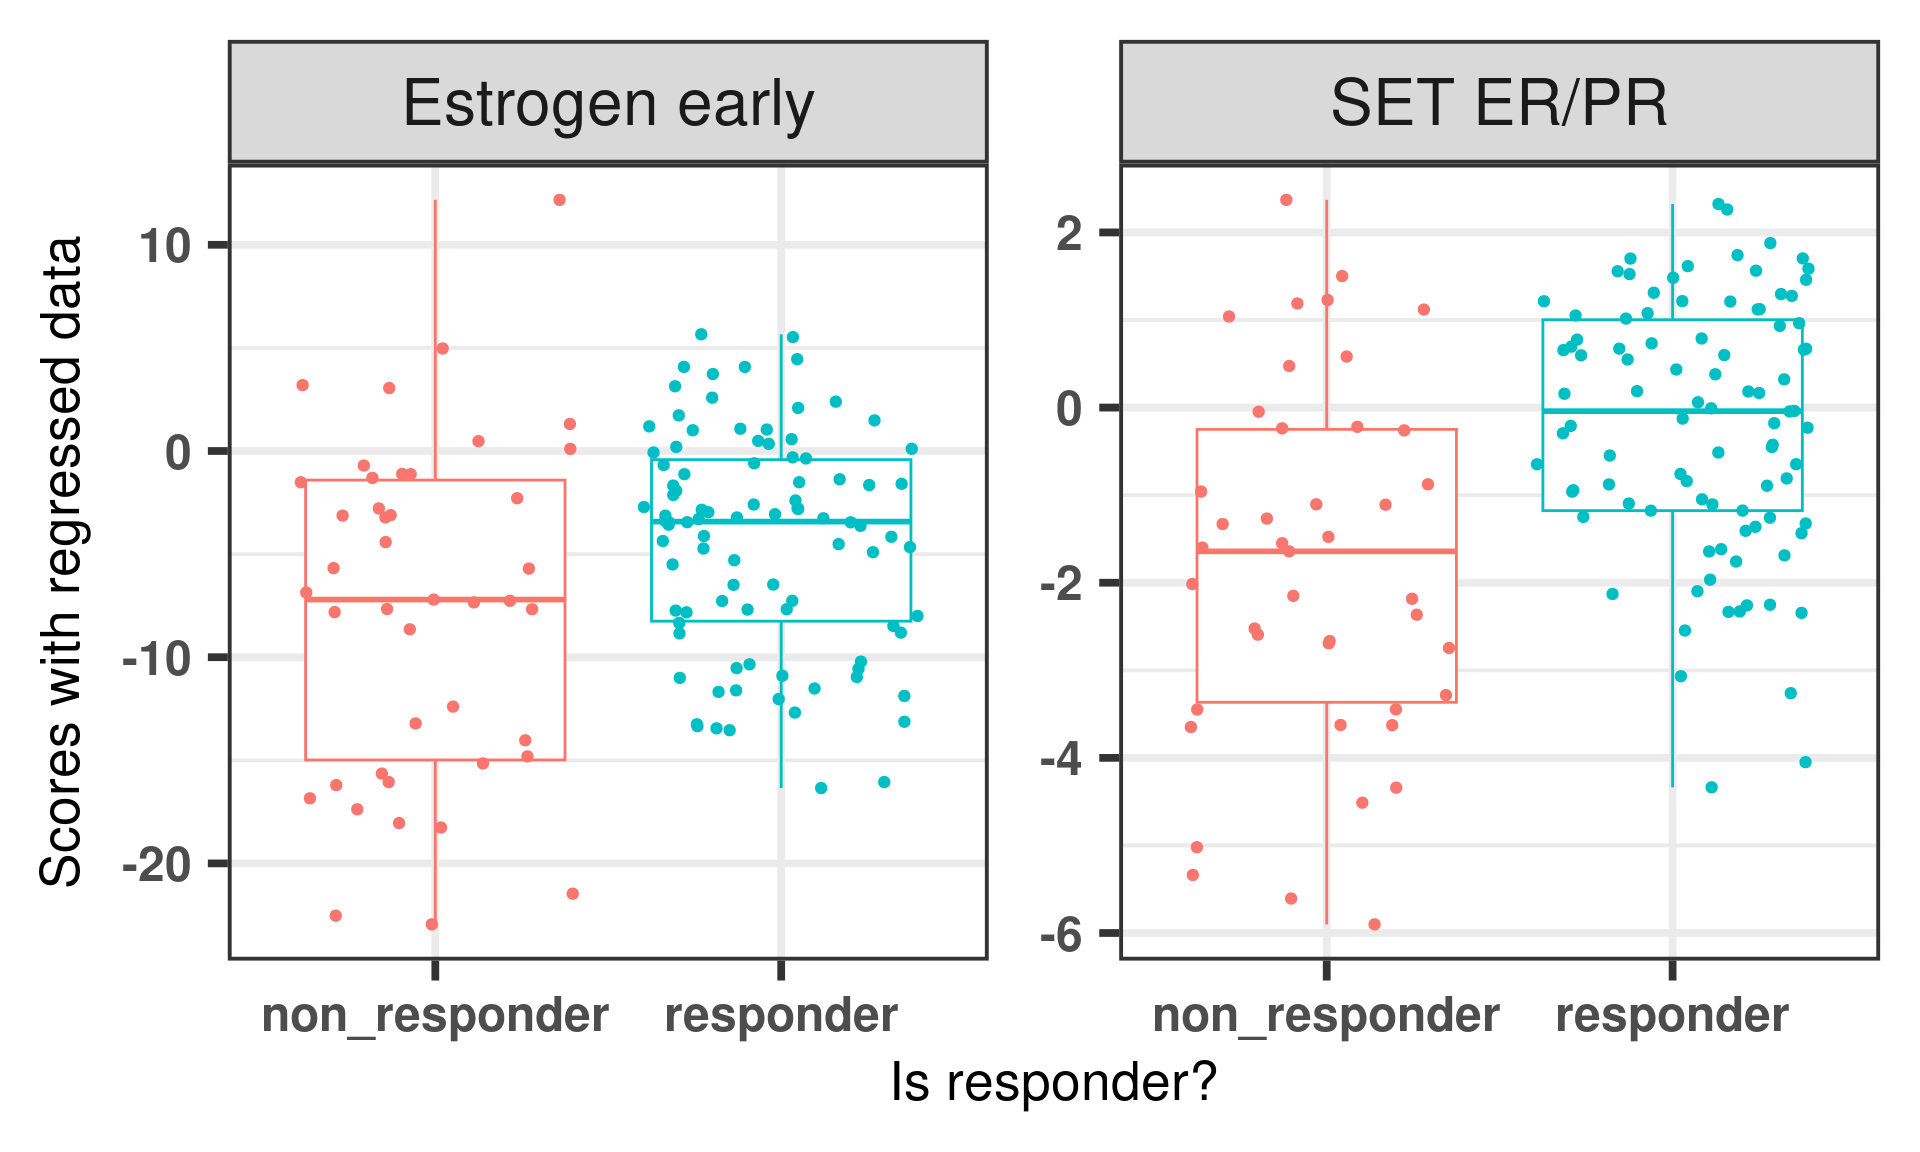 Estrogen early
SET ER/PR
Scores with regressed data
10
0
-10
-20
2
0
-2
-4
-6
non_responder
responder
non_responder
responder
Is responder?